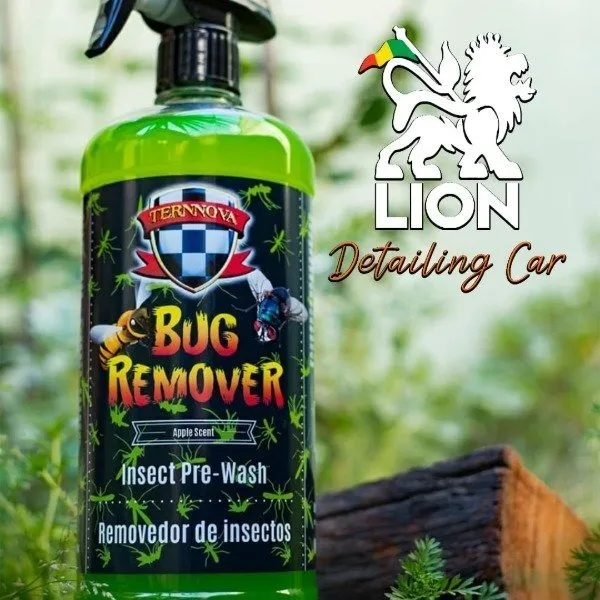 LION
Detailing Car
TERNNOVA
BUG
REMOVER
Apple Scent
Insect Pre-Wash
Removedor de insectos